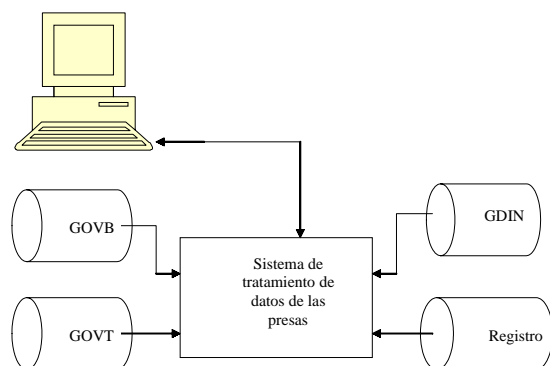 GOVB
GDIN
Sistema de
tratamiento de
datos de las
presas
GOVT
Registro